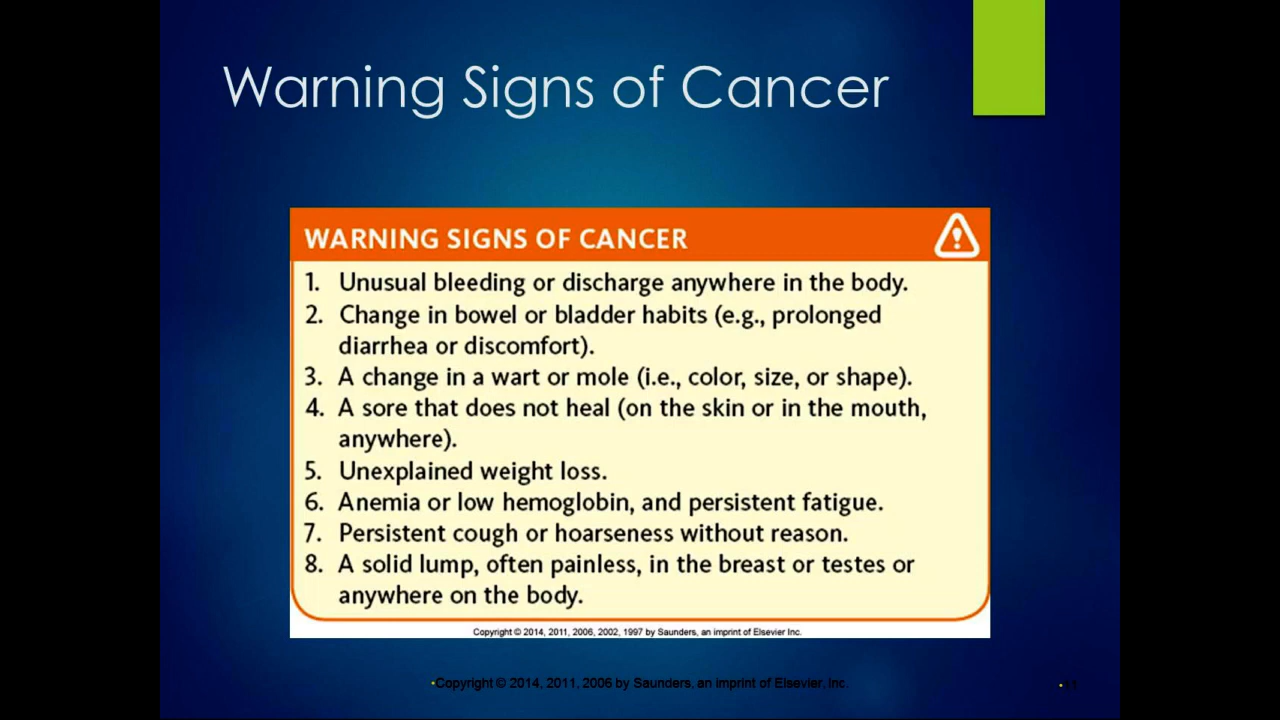 Warning Signs of Cancer
WARNING SIGNS OF CANCER
1. Unusual bleeding or discharge anywhere in the body.
2. Change in bowel or bladder habits (e.g., prolonged
diarrhea or discomfort).
3. A change in a wart or mole (i.e., color, size, or shape).
4. A sore that does not heal (on the skin or in the mouth,
anywhere).
5. Unexplained weight loss.
6. Anemia or low hemoglobin, and persistent fatigue.
7. Persistent cough or hoarseness without reason.
8. A solid lump, often painless, in the breast or testes or
anywhere on the body.
Copyright © 2014, 2011, 2006, 2002, 1997 by Saunders, an imprint of Elsevier Inc.
•Copyright © 2014, 2011, 2006 by Saunders, an imprint of Elsevier, Inc.